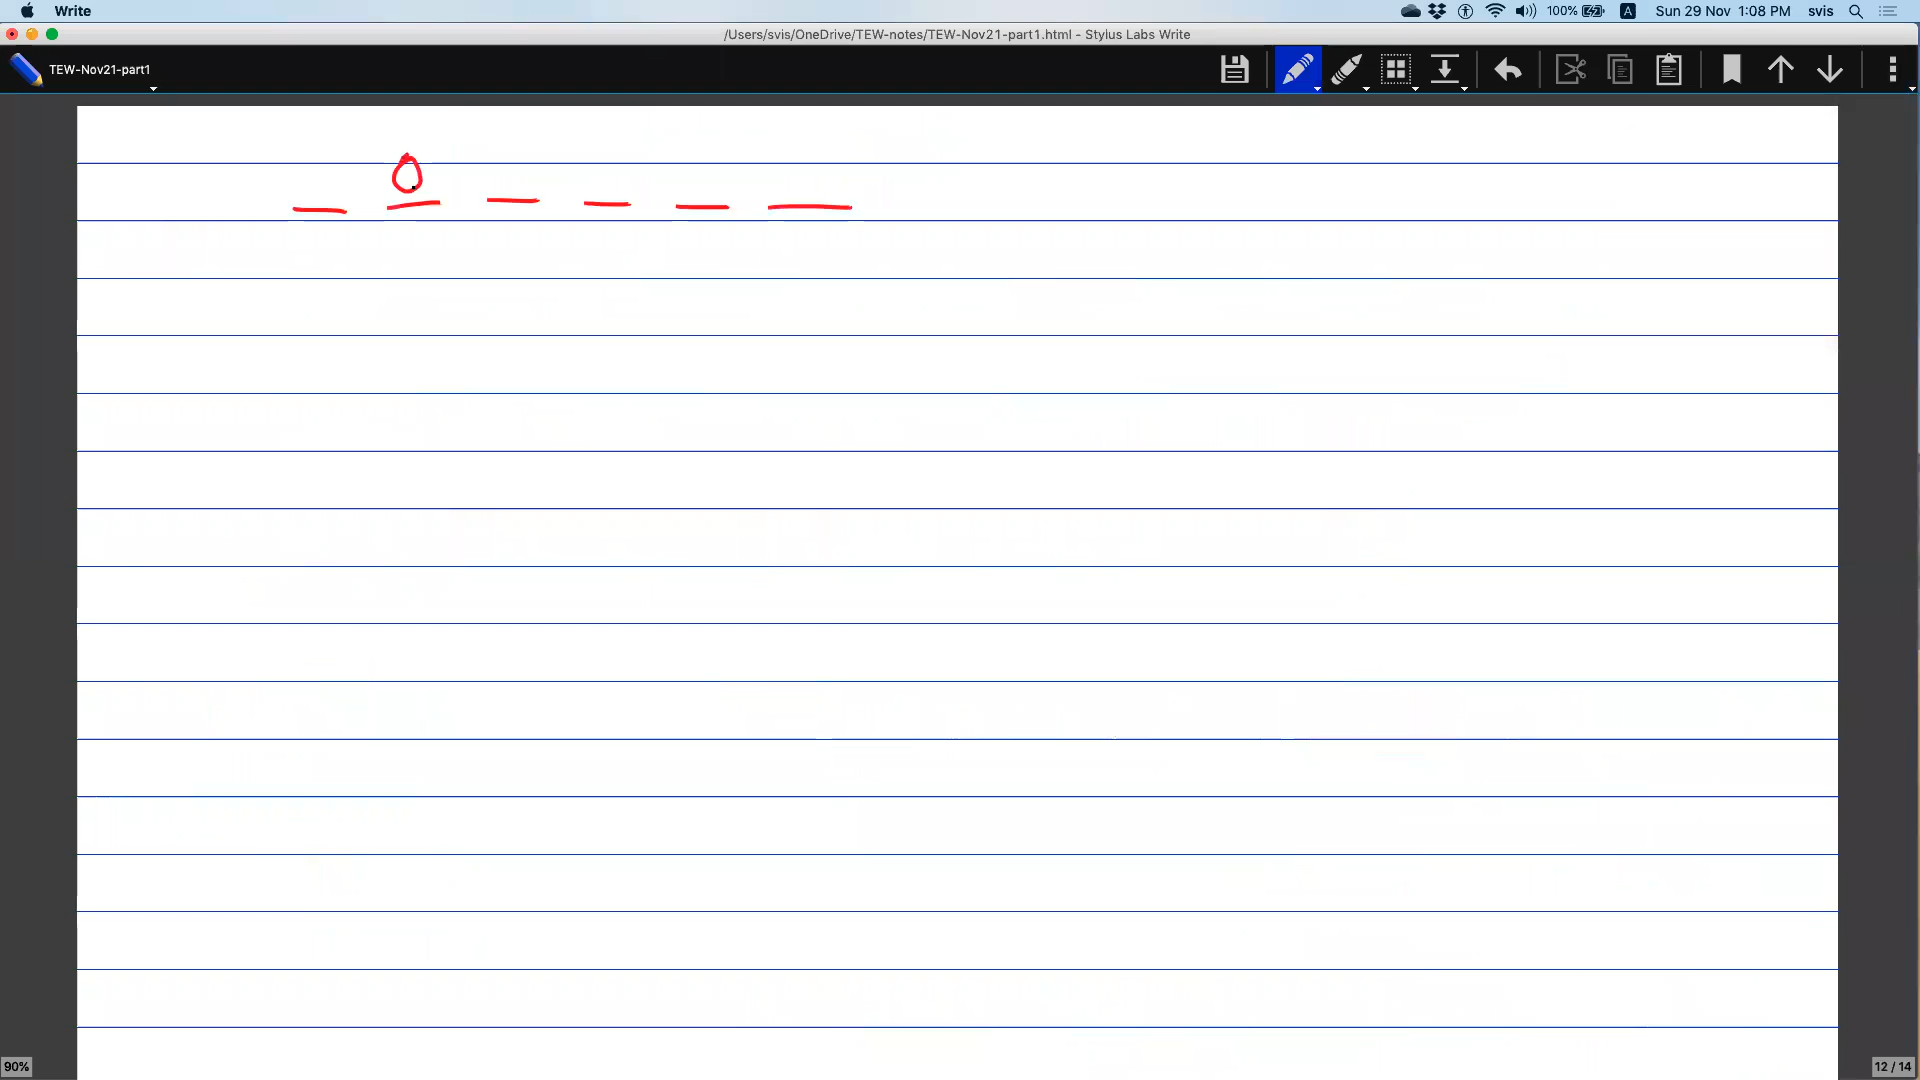 Write
100%
A
Sun 29 Nov 1:08 PM
svis
/Users/svis/OneDrive/TEW-notes/TEW-Nov21-part1.html - Stylus Labs Write
TEW-Nov21-part1
0
_ _ _ _ _ _
90%
12 / 14